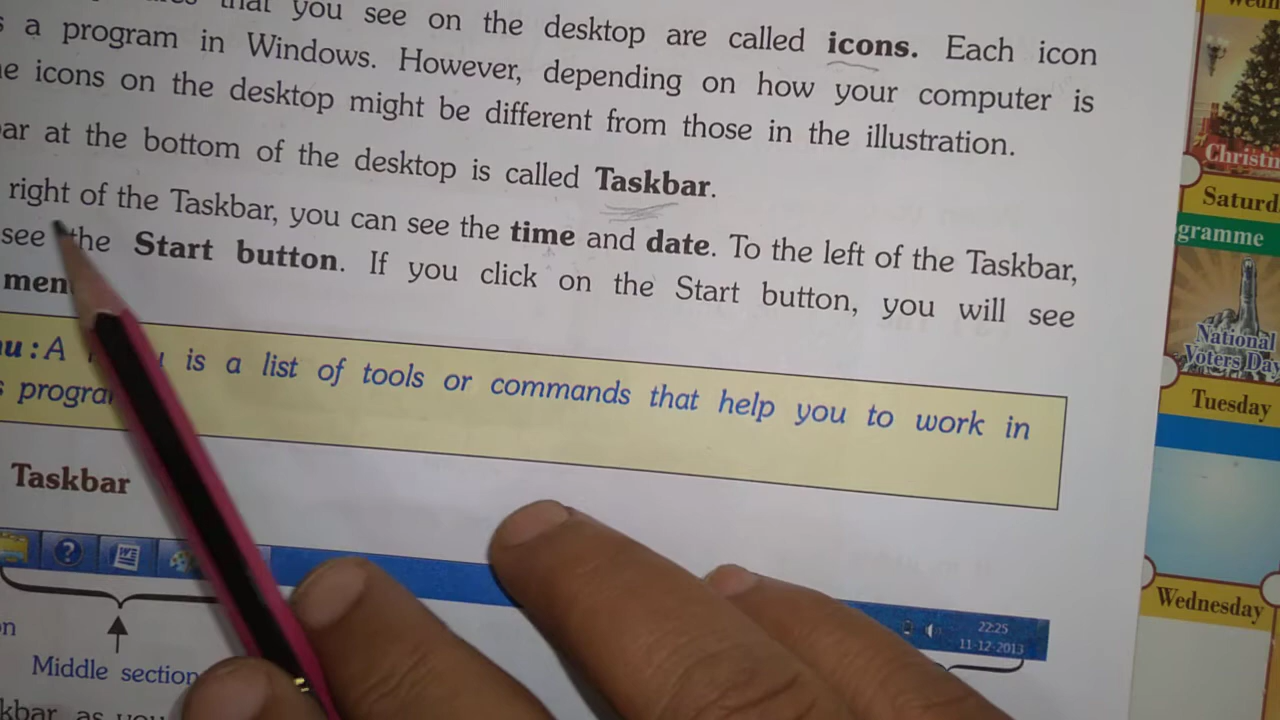 that you see on the desktop are called icons. Each icon
s a program in Windows. However, depending on how your computer is
e icons on the desktop might be different from those in the illustration.
ar at the bottom of the desktop is called Taskbar.
right of the Taskbar, you can see the time and date. To the left of the Taskbar,
see the Start button. If you click on the Start button, you will see
men
u : A is a list of tools or commands that help you to work in
s progra
Taskbar
22:25
11-12-2013
n
Middle section
kbar as you
Christ
Saturd
gramme
National
Voters Day
Tuesday
Wednesday